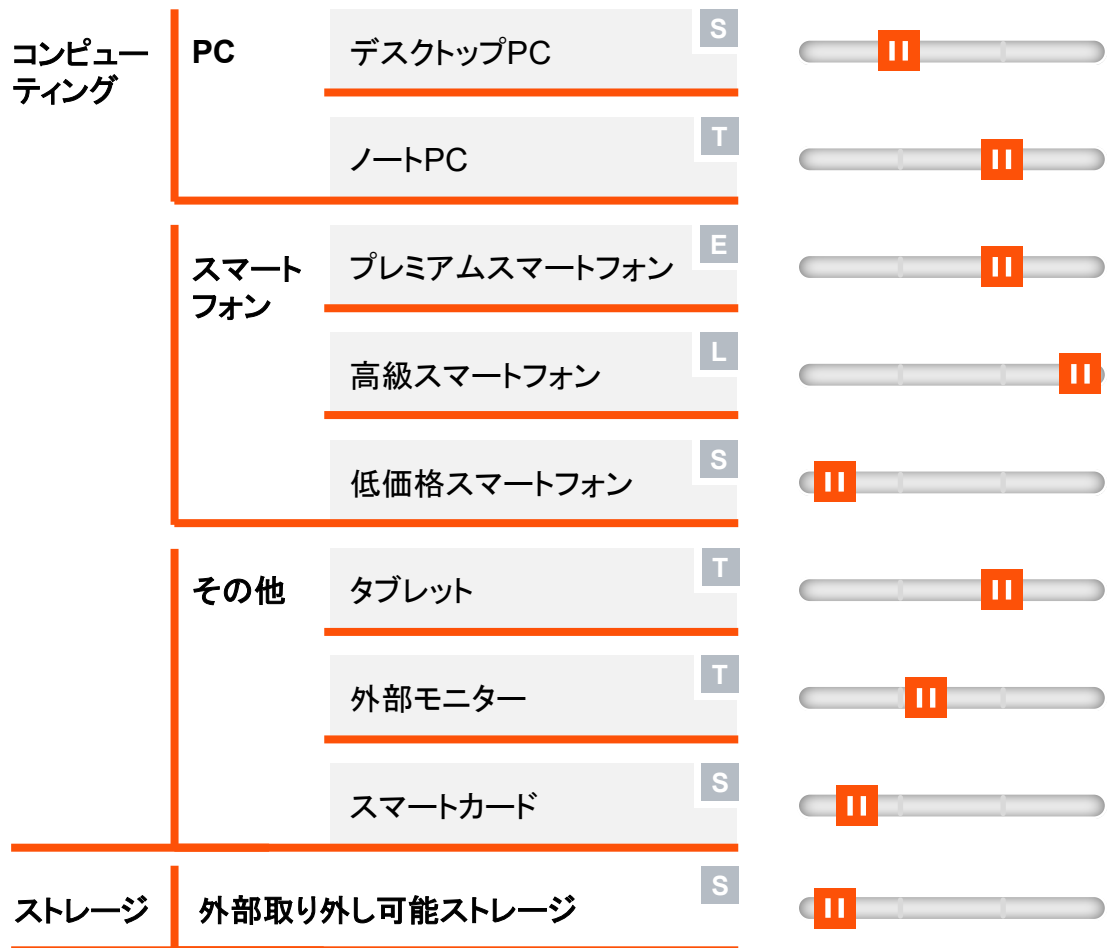 コンピュー
ティング
PC
デスクトップPC
S
ノートPC
T
スマート
フォン
プレミアムスマートフォン
E
高級スマートフォン
L
低価格スマートフォン
S
その他
タブレット
T
外部モニター
T
スマートカード
S
ストレージ
外部取り外し可能ストレージ
S